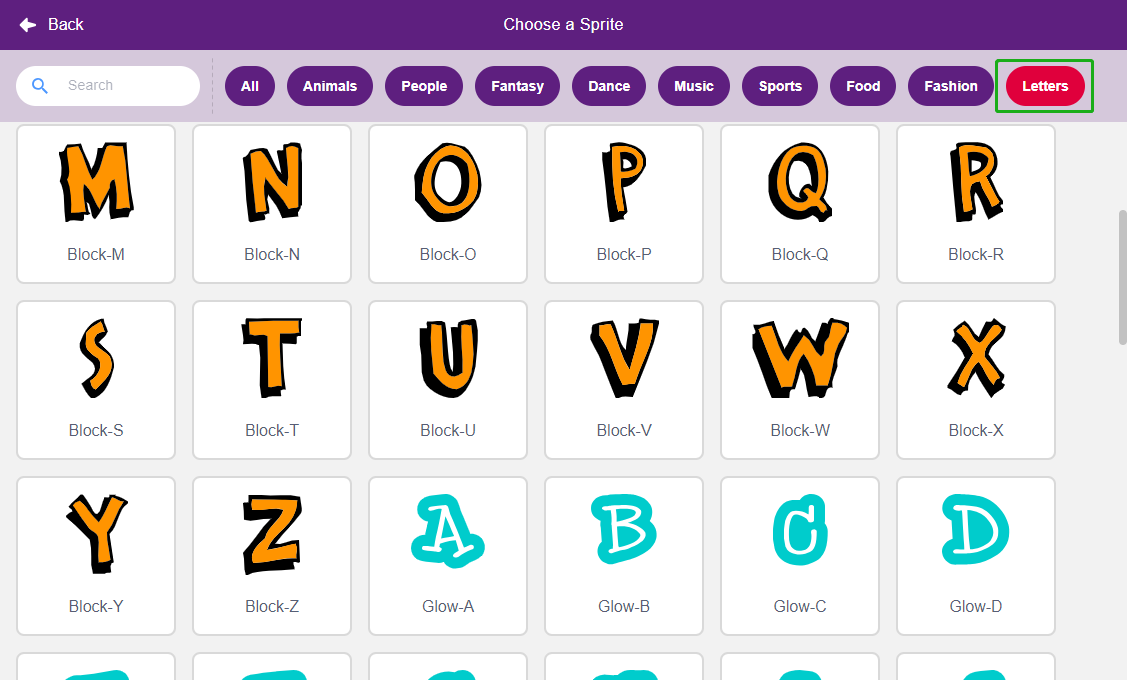 Back
Choose a Sprite
Search
All Animals People Fantasy Dance Music Sports Food Fashion Letters
M N O P Q R
Block-M Block-N Block-O Block-P Block-Q Block-R
S T U V W X
Block-S Block-T Block-U Block-V Block-W Block-X
Y Z A B C D
Block-Y Block-Z Glow-A Glow-B Glow-C Glow-D